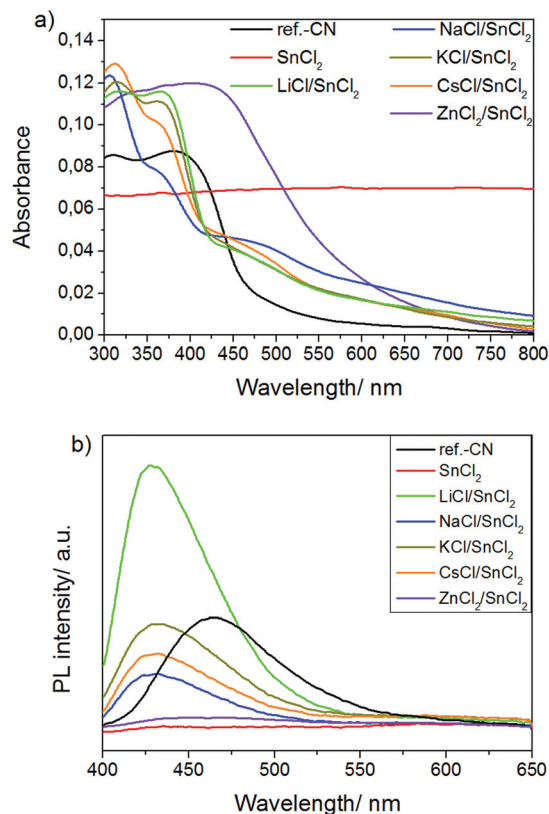 a)
ref.-CN
SnCl₂
LiCl/SnCl₂
NaCl/SnCl₂
KCl/SnCl₂
CsCl/SnCl₂
ZnCl₂/SnCl₂
0,14
0,12
0,10
0,08
0,06
0,04
0,02
0,00
Absorbance
300 350 400 450 500 550 600 650 700 750 800
Wavelength/ nm
b)
ref.-CN
SnCl₂
LiCl/SnCl₂
NaCl/SnCl₂
KCl/SnCl₂
CsCl/SnCl₂
ZnCl₂/SnCl₂
PL intensity/ a.u.
400 450 500 550 600 650
Wavelength/ nm